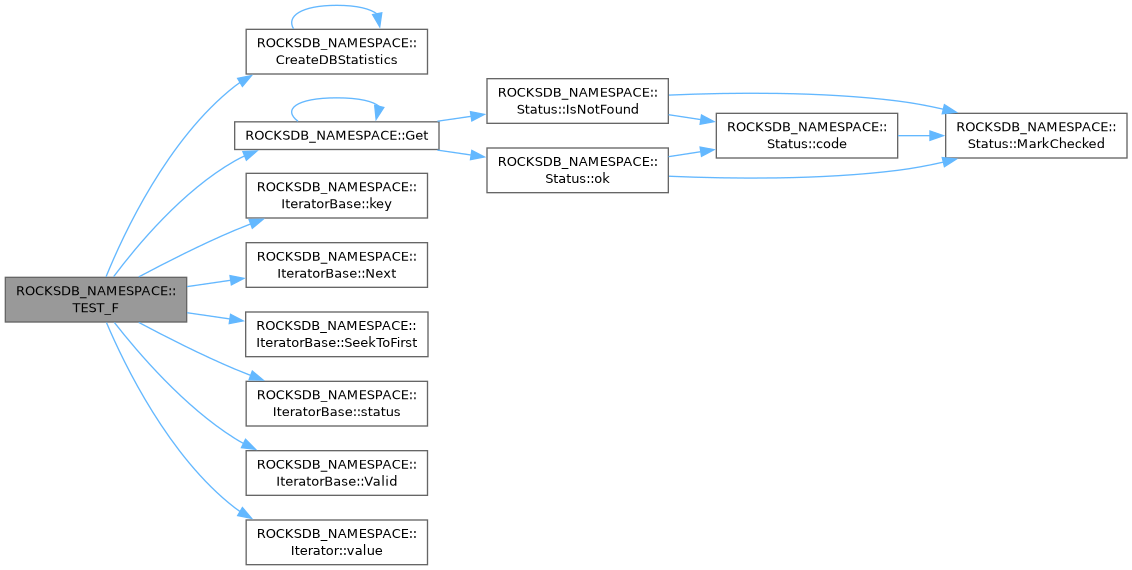 ROCKSDB_NAMESPACE::
TEST_F
ROCKSDB_NAMESPACE::
CreateDBStatistics
ROCKSDB_NAMESPACE::Get
ROCKSDB_NAMESPACE::
Status::IsNotFound
ROCKSDB_NAMESPACE::
Status::ok
ROCKSDB_NAMESPACE::
Status::code
ROCKSDB_NAMESPACE::
Status::MarkChecked
ROCKSDB_NAMESPACE::
IteratorBase::key
ROCKSDB_NAMESPACE::
IteratorBase::Next
ROCKSDB_NAMESPACE::
IteratorBase::SeekToFirst
ROCKSDB_NAMESPACE::
IteratorBase::status
ROCKSDB_NAMESPACE::
IteratorBase::Valid
ROCKSDB_NAMESPACE::
Iterator::value